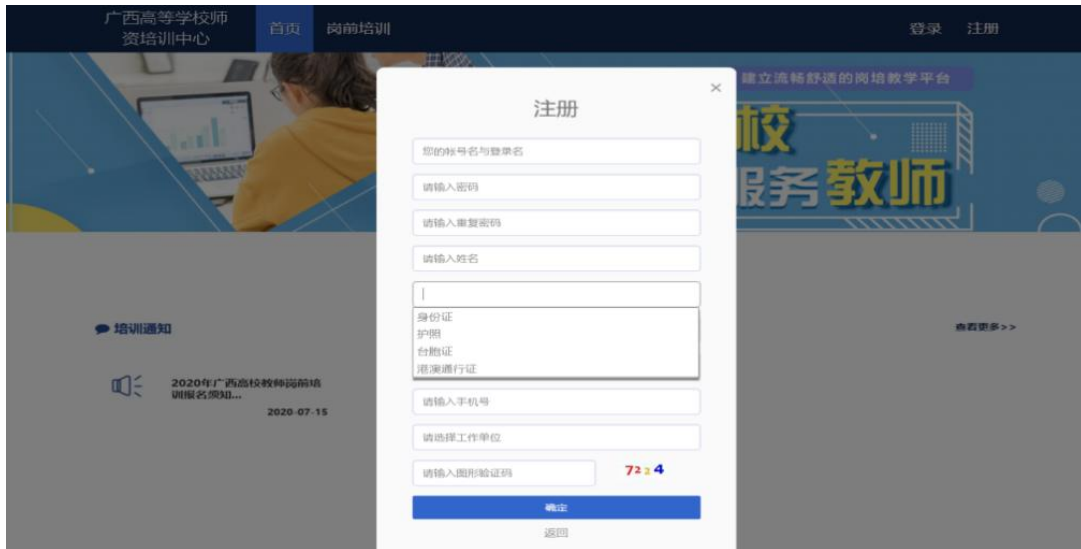 广西高等学校师
资培训中心
首页
岗前培训
登录
注册
建立流畅舒适的岗培教学平台
校
服务教师
×
注册
您的帐号名与登录名
请输入密码
请输入重复密码
请输入姓名
身份证
护照
台胞证
港澳通行证
请输入手机号
请选择工作单位
请输入图形验证码
7224
确定
返回
培训通知
查看更多>>
2020年广西高校教师岗前培
训报名须知...
2020-07-15